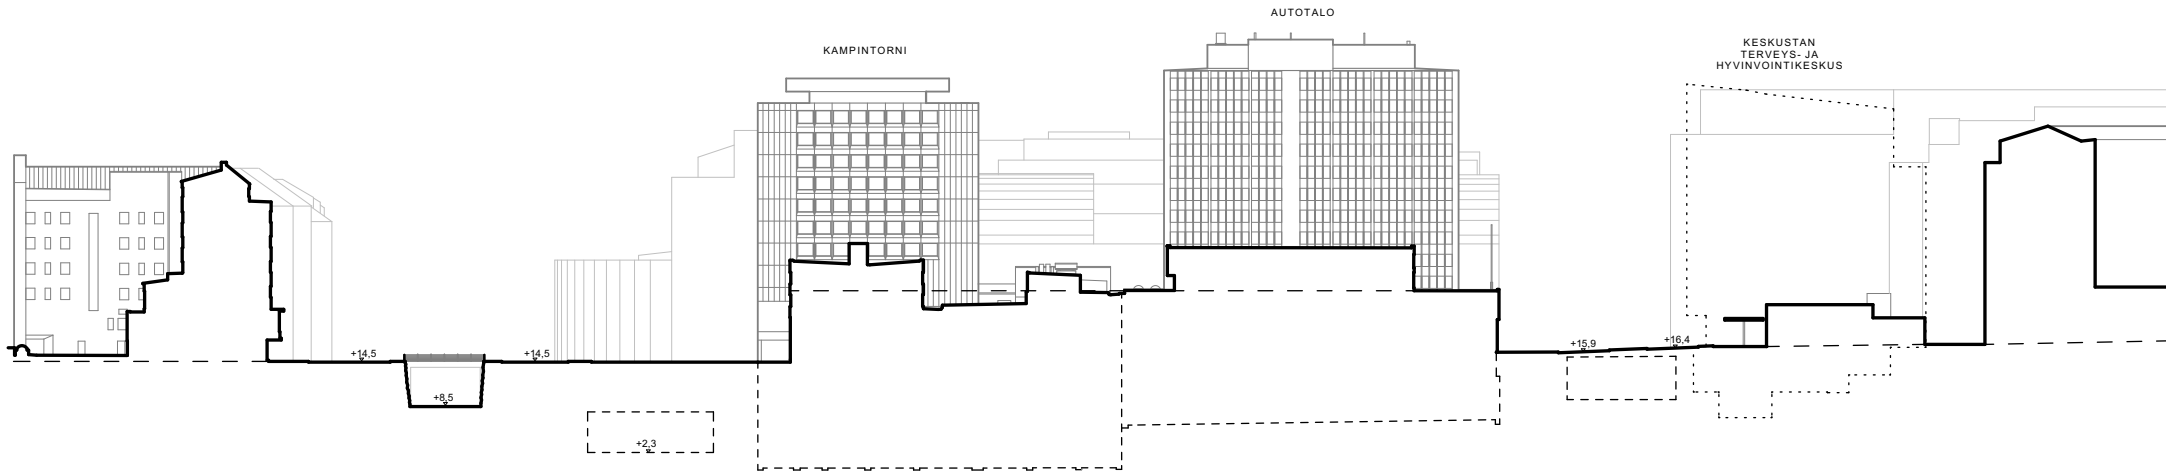 AUTOTALO
KAMPINTORNI
KESKUSTAN
TERVEYS- JA
HYVINVOINTIKESKUS
+14,5
+14,5
+15,9
+16,4
+8,5
+2,3